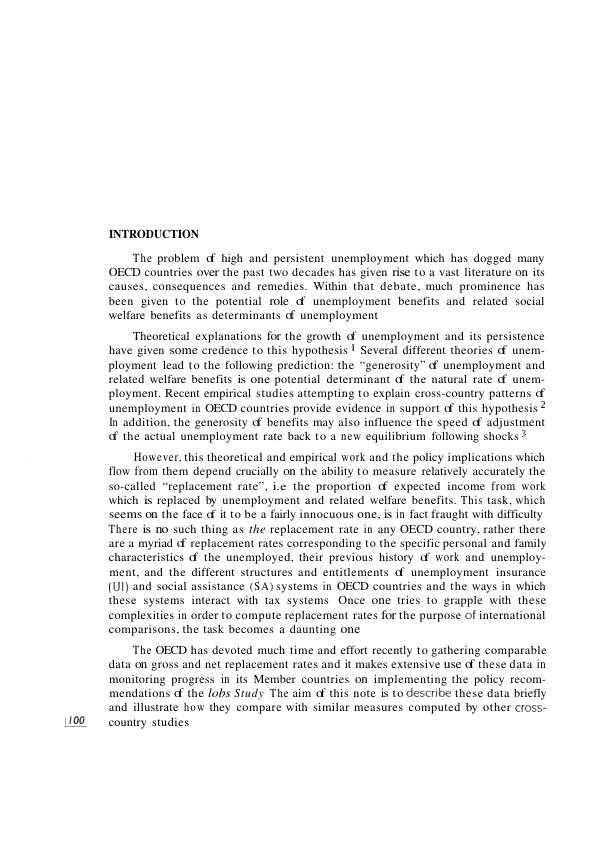 INTRODUCTION
The problem of high and persistent unemployment which has dogged many
OECD countries over the past two decades has given rise to a vast literature on its
causes, consequences and remedies. Within that debate, much prominence has
been given to the potential role of unemployment benefits and related social
welfare benefits as determinants of unemployment
Theoretical explanations for the growth of unemployment and its persistence
have given some credence to this hypothesis 1 Several different theories of unem-
ployment lead to the following prediction: the “generosity” of unemployment and
related welfare benefits is one potential determinant of the natural rate of unem-
ployment. Recent empirical studies attempting to explain cross-country patterns of
unemployment in OECD countries provide evidence in support of this hypothesis 2
In addition, the generosity of benefits may also influence the speed of adjustment
of the actual unemployment rate back to a new equilibrium following shocks 3
However, this theoretical and empirical work and the policy implications which
flow from them depend crucially on the ability to measure relatively accurately the
so-called “replacement rate”, i.e the proportion of expected income from work
which is replaced by unemployment and related welfare benefits. This task, which
seems on the face of it to be a fairly innocuous one, is in fact fraught with difficulty
There is no such thing as the replacement rate in any OECD country, rather there
are a myriad of replacement rates corresponding to the specific personal and family
characteristics of the unemployed, their previous history of work and unemploy-
ment, and the different structures and entitlements of unemployment insurance
(UI) and social assistance (SA) systems in OECD countries and the ways in which
these systems interact with tax systems Once one tries to grapple with these
complexities in order to compute replacement rates for the purpose of international
comparisons, the task becomes a daunting one
The OECD has devoted much time and effort recently to gathering comparable
data on gross and net replacement rates and it makes extensive use of these data in
monitoring progress in its Member countries on implementing the policy recom-
mendations of the lobs Study The aim of this note is to describe these data briefly
and illustrate how they compare with similar measures computed by other cross-
country studies
100